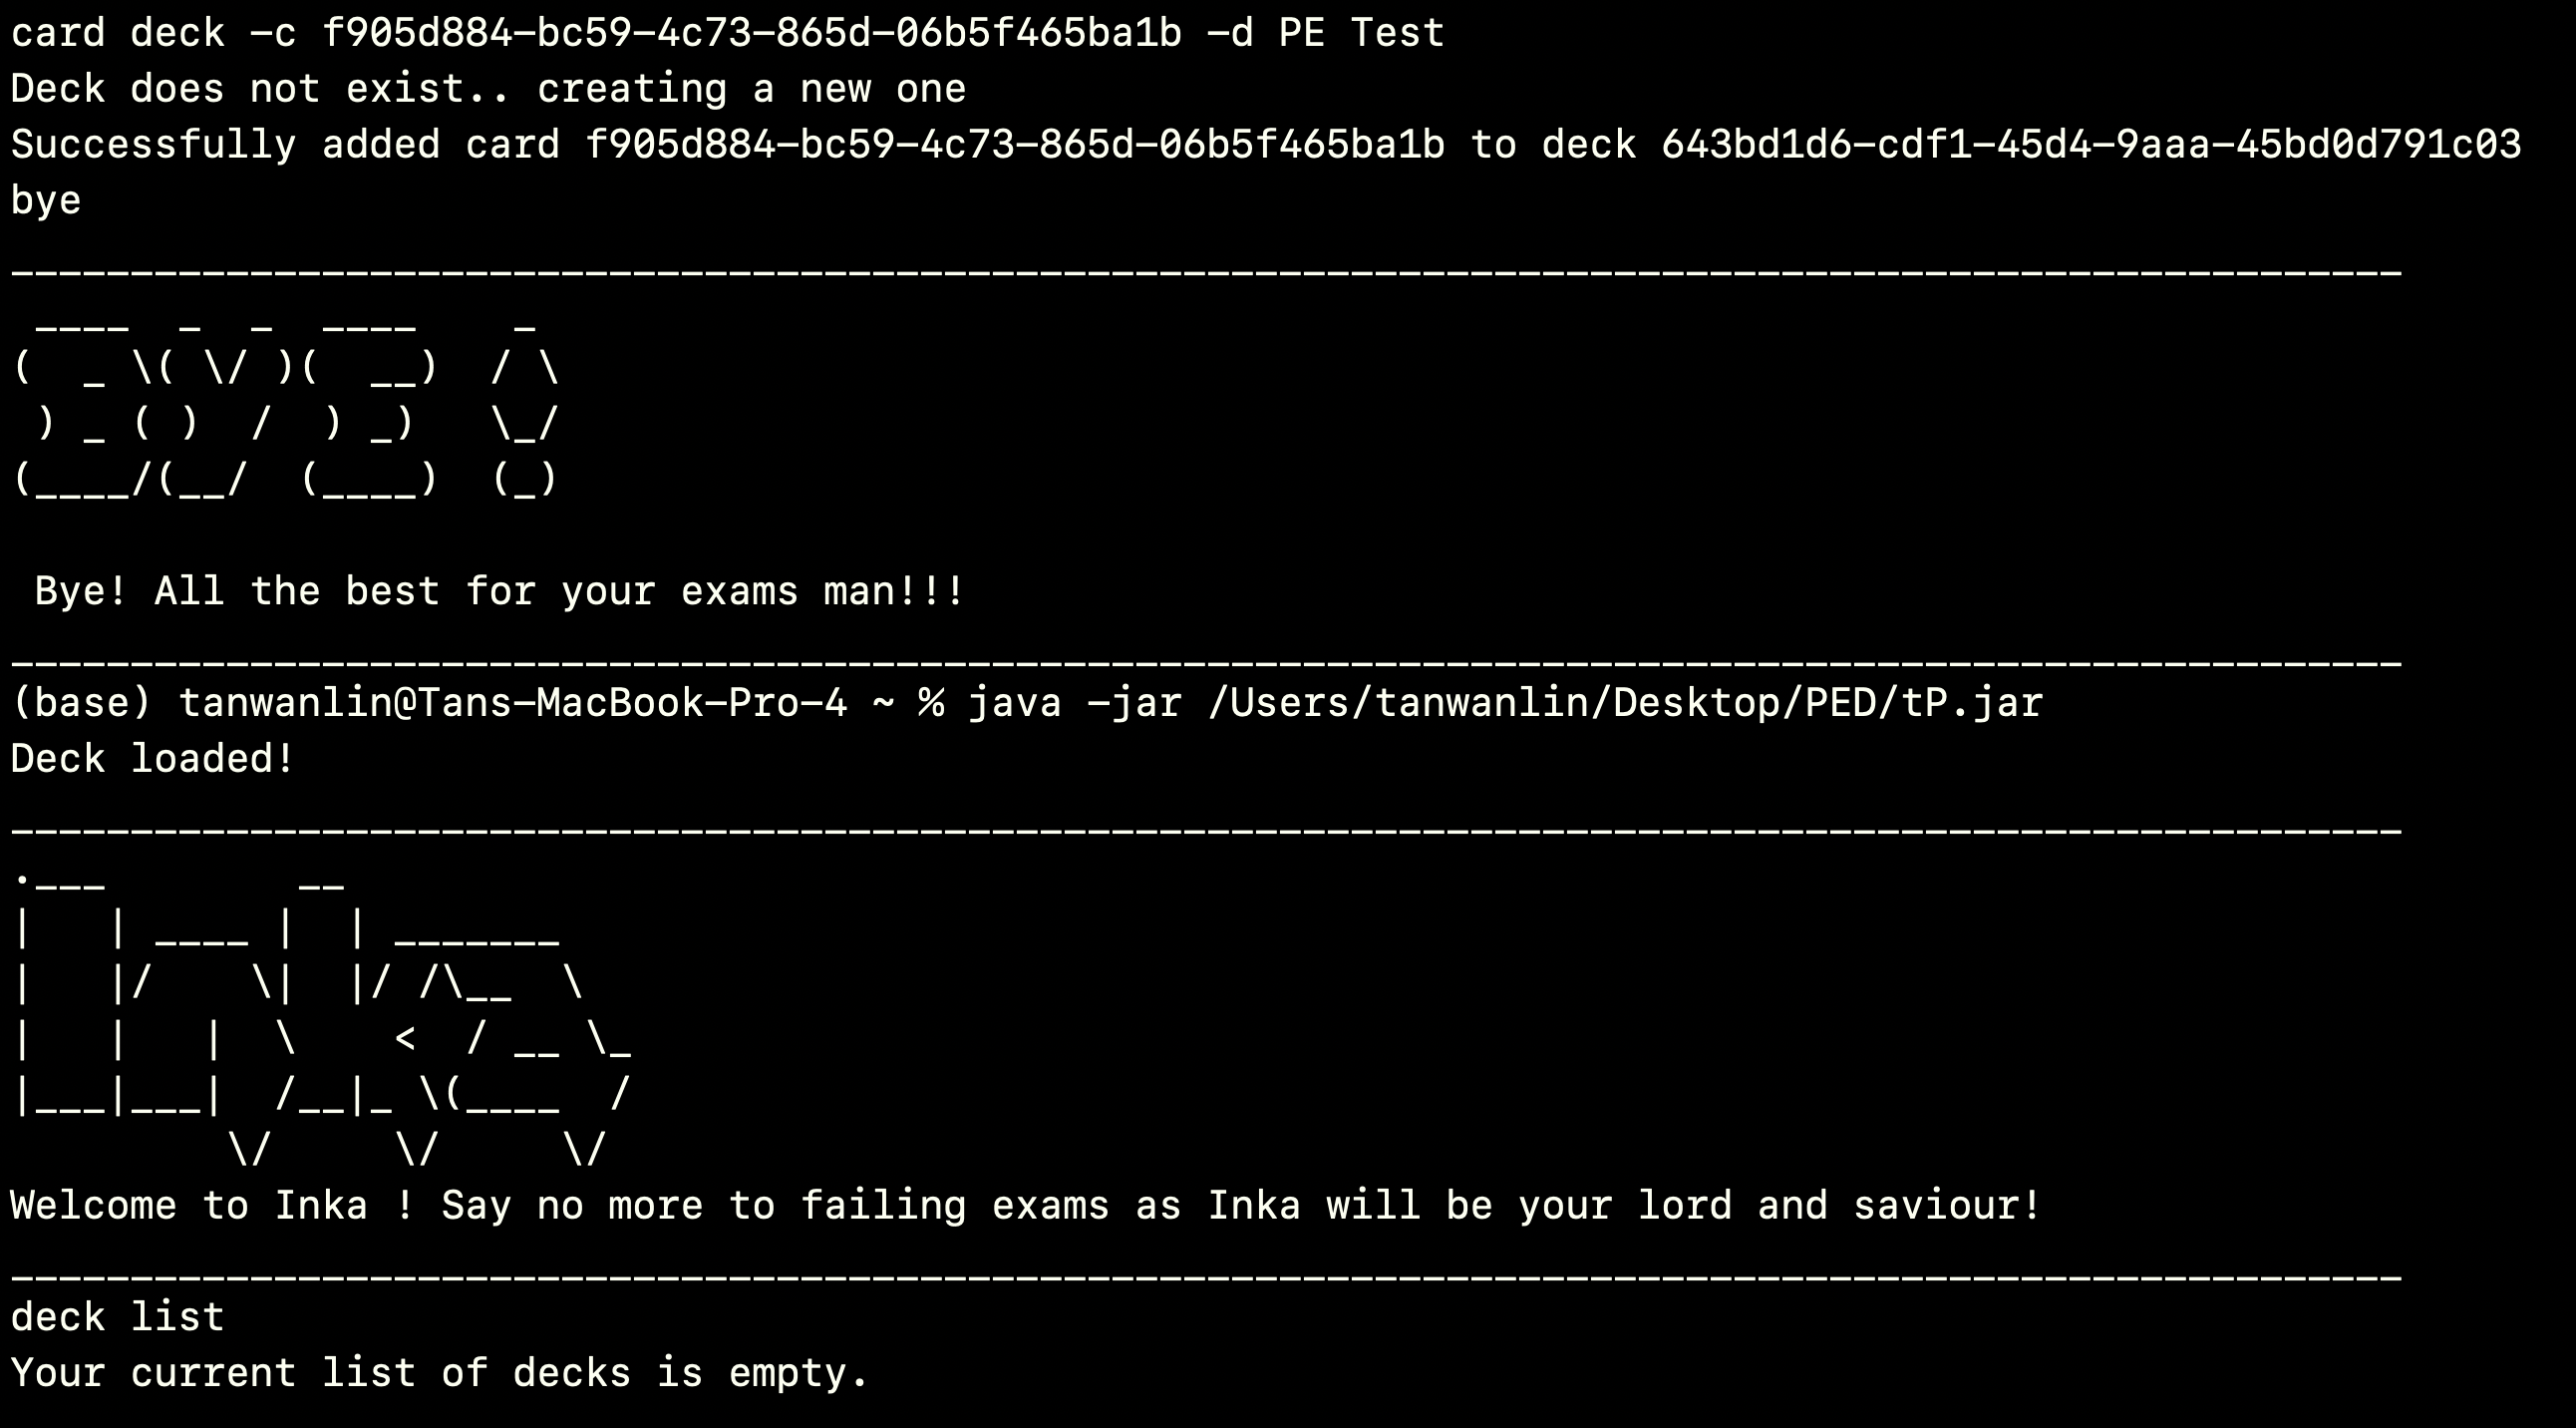 card deck -c f905d884-bc59-4c73-865d-06b5f465ba1b -d PE Test
Deck does not exist.. creating a new one
Successfully added card f905d884-bc59-4c73-865d-06b5f465ba1b to deck 643bd1d6-cdf1-45d4-9aaa-45bd0d791c03
bye
____________________________________________________________________________________________________
 ____  _  _  ____    _
(  _ \( \/ )(  __)  / \
 ) _ ( )  /  ) _)   \_/
(____/(__/  (____)  (_)

 Bye! All the best for your exams man!!!
____________________________________________________________________________________________________
(base) tanwanlin@Tans-MacBook-Pro-4 ~ % java -jar /Users/tanwanlin/Desktop/PED/tP.jar
Deck loaded!
____________________________________________________________________________________________________
.___        __
|   | ____ |  | _______
|   |/    \|  |/ /\__  \
|   |   |  \    <  / __ \_
|___|___|  /__|_ \(____  /
         \/     \/     \/
Welcome to Inka ! Say no more to failing exams as Inka will be your lord and saviour!
____________________________________________________________________________________________________
deck list
Your current list of decks is empty.